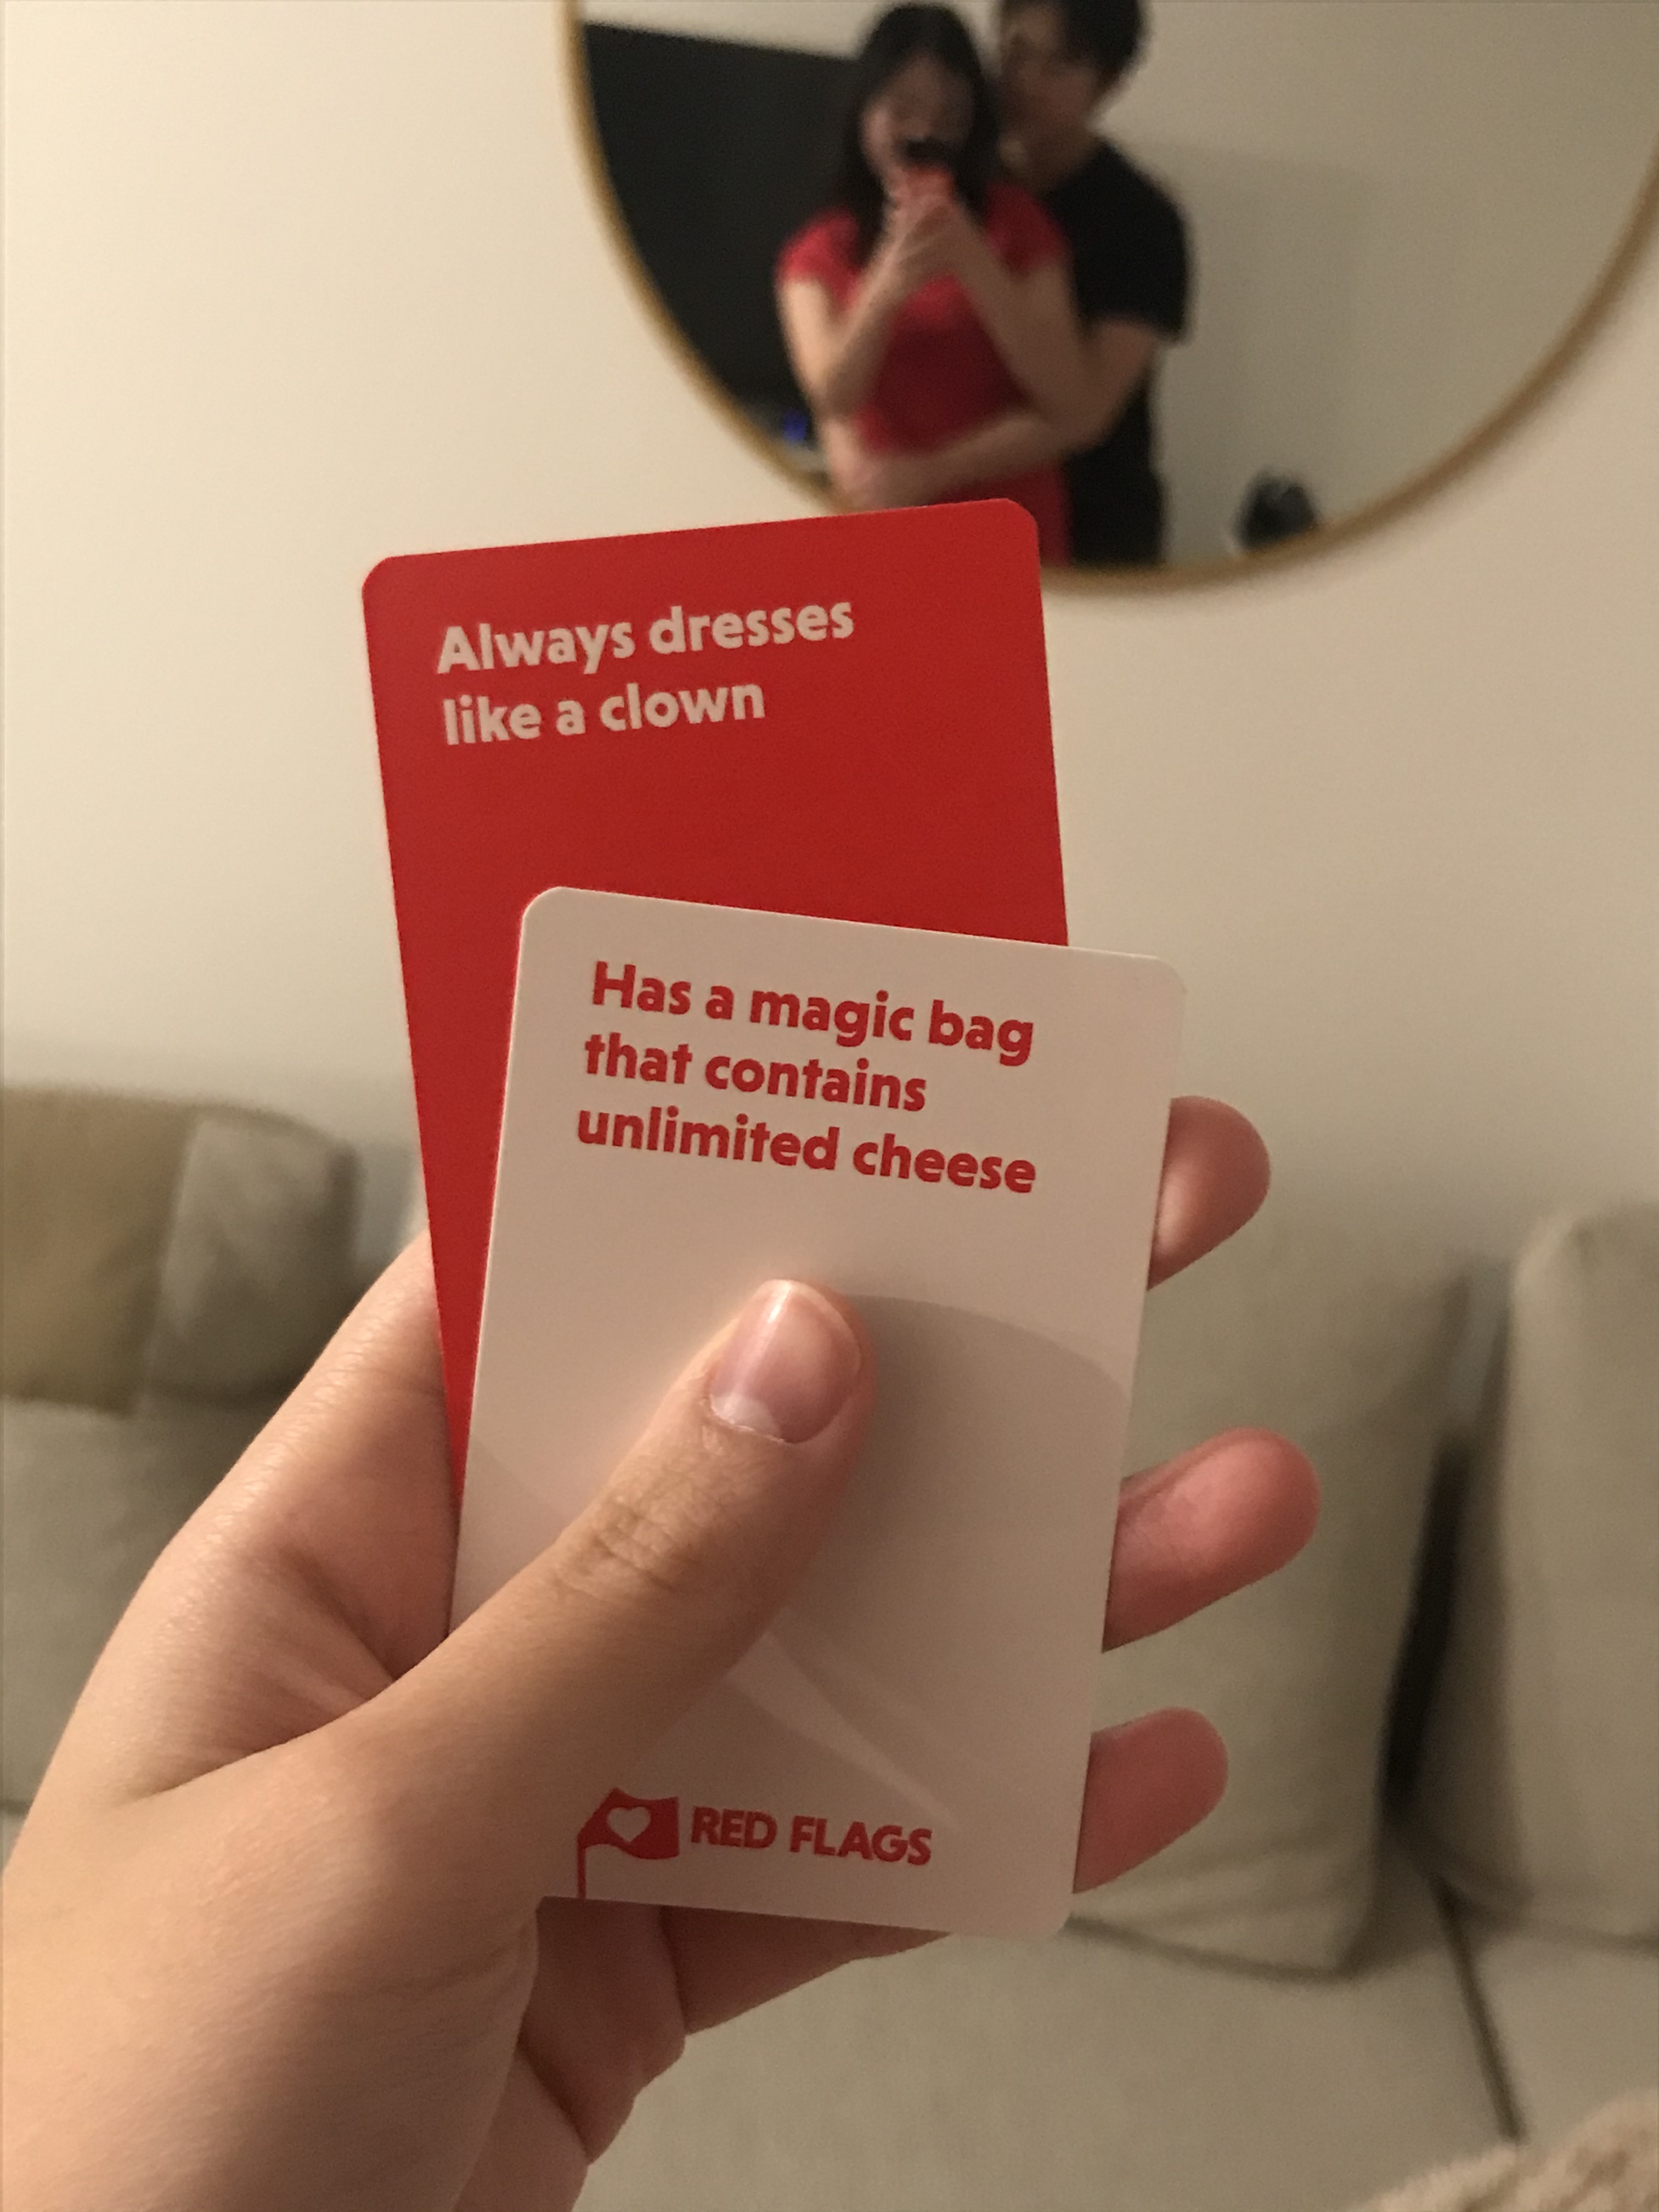 Always dresses
like a clown
Has a magic bag
that contains
unlimited cheese
RED FLAGS